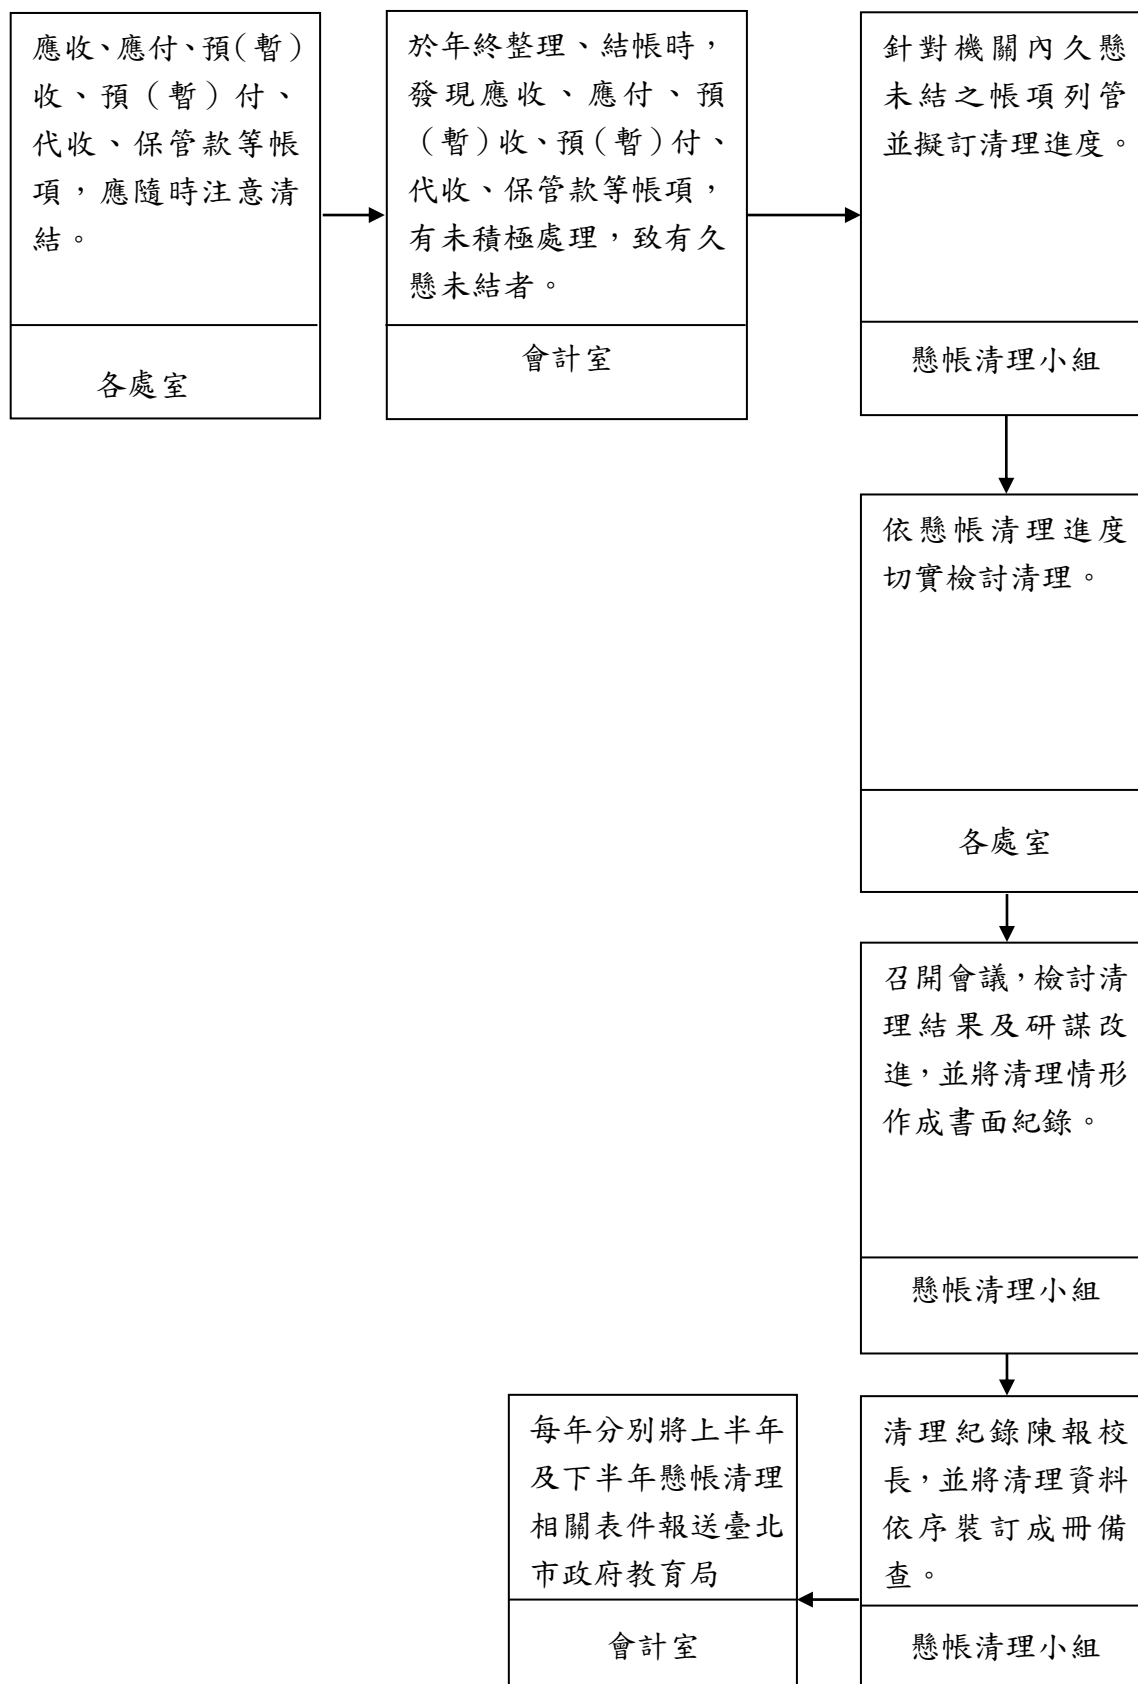 應收、應付、預(暫)
收、預（暫）付、
代收、保管款等帳
項，應隨時注意清
結。
各處室
於年終整理、結帳時，
發現應收、應付、預
（暫）收、預（暫）付、
代收、保管款等帳項，
有未積極處理，致有久
懸未結者。
會計室
針對機關內久懸
未結之帳項列管
並擬訂清理進度。
懸帳清理小組
依懸帳清理進度
切實檢討清理。
各處室
召開會議，檢討清
理結果及研謀改
進，並將清理情形
作成書面紀錄。
懸帳清理小組
清理紀錄陳報校
長，並將清理資料
依序裝訂成冊備
查。
懸帳清理小組
每年分別將上半年
及下半年懸帳清理
相關表件報送臺北
市政府教育局
會計室